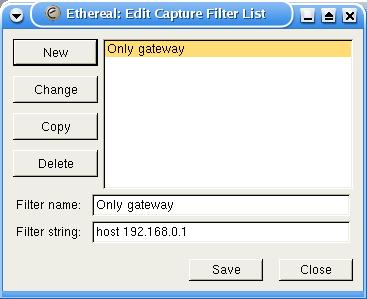 Ethereal: Edit Capture Filter List
New
Only gateway
Change
Copy
Delete
Filter name: Only gateway
Filter string: host 192.168.0.1
Save Close